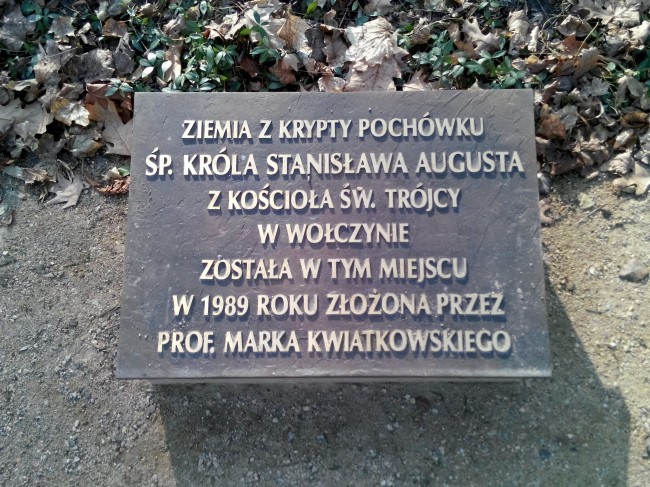 ZIEMIA Z KRYPTY POCHÓWKU
ŚP. KRÓLA STANISŁAWA AUGUSTA
Z KOŚCIOŁA ŚW. TRÓJCY
W WOŁCZYNIE
ZOSTAŁA W TYM MIEJSCU
W 1989 ROKU ZŁOŻONA PRZEZ
PROF. MARKA KWIATKOWSKIEGO